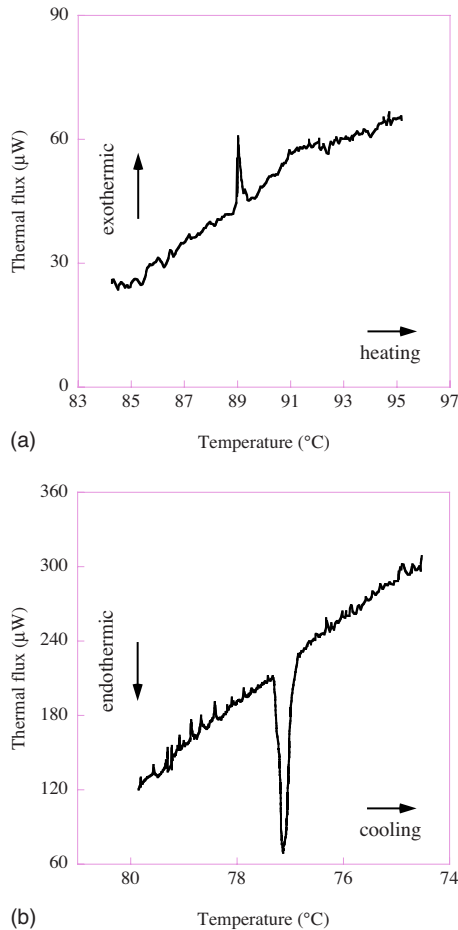 90
60
30
0
83 85 87 89 91 93 95 97
Thermal flux (μW)
exothermic
heating
(a)
Temperature (°C)
360
300
240
180
120
60
80 78 76 74
Thermal flux (μW)
endothermic
cooling
(b)
Temperature (°C)